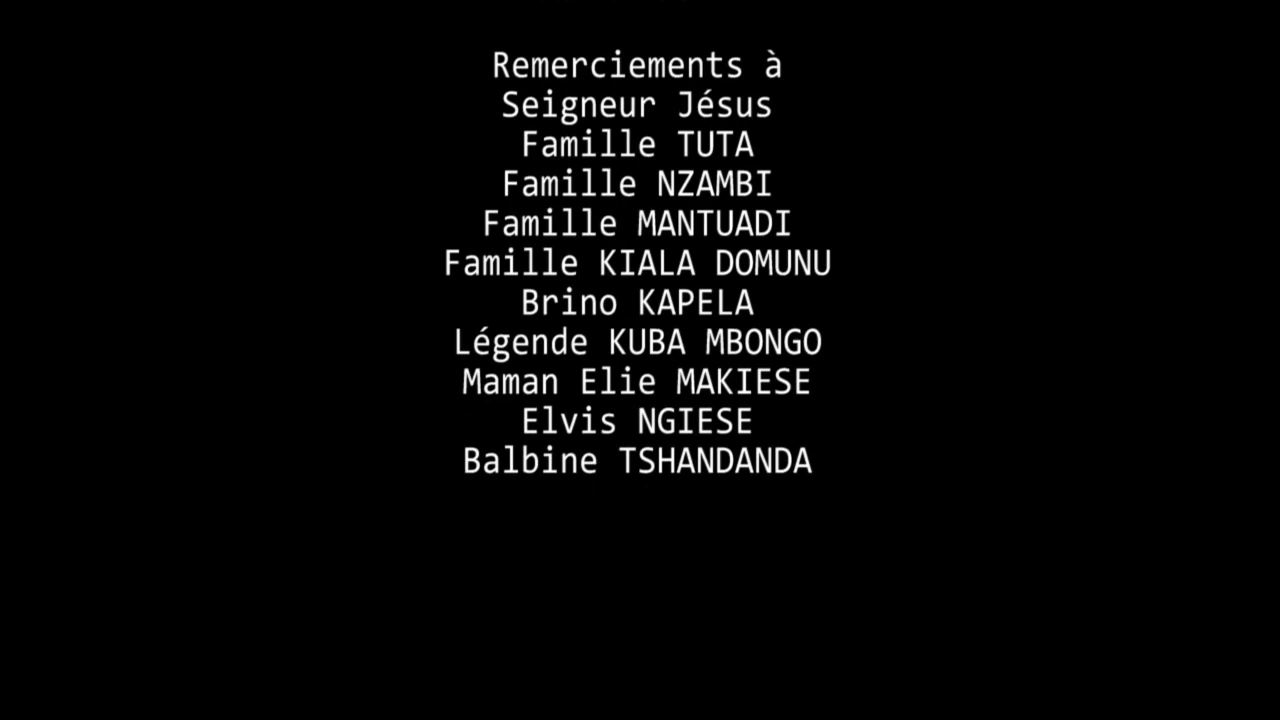 Remerciements à
Seigneur Jésus
Famille TUTA
Famille NZAMBI
Famille MANTUADI
Famille KIALA DOMUNU
Brino KAPELA
Légende KUBA MBONGO
Maman Elie MAKIESE
Elvis NGIESE
Balbine TSHANDANDA